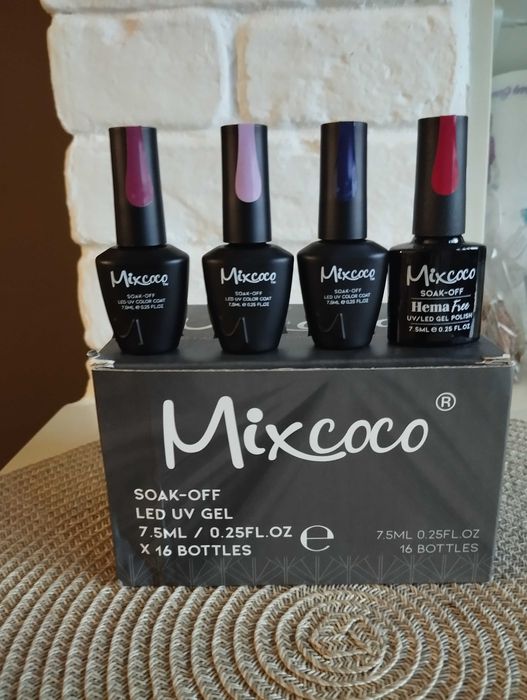 Mixcoco
SOAK-OFF
LED UV COLOR COAT
7.5ML ℮ 0.25 FL.OZ
Mixcoco
SOAK-OFF
LED UV COLOR COAT
7.5ML ℮ 0.25 FL.OZ
Mixcoco
SOAK-OFF
LED UV COLOR COAT
7.5ML ℮ 0.25 FL.OZ
Mixcoco
SOAK-OFF
Hema Free
UV/LED GEL POLISH
7.5ML ℮ 0.25 FL.OZ
Mixcoco®
SOAK-OFF
LED UV GEL
7.5ML / 0.25FL.OZ ℮
X 16 BOTTLES
7.5ML 0.25FL.OZ
16 BOTTLES